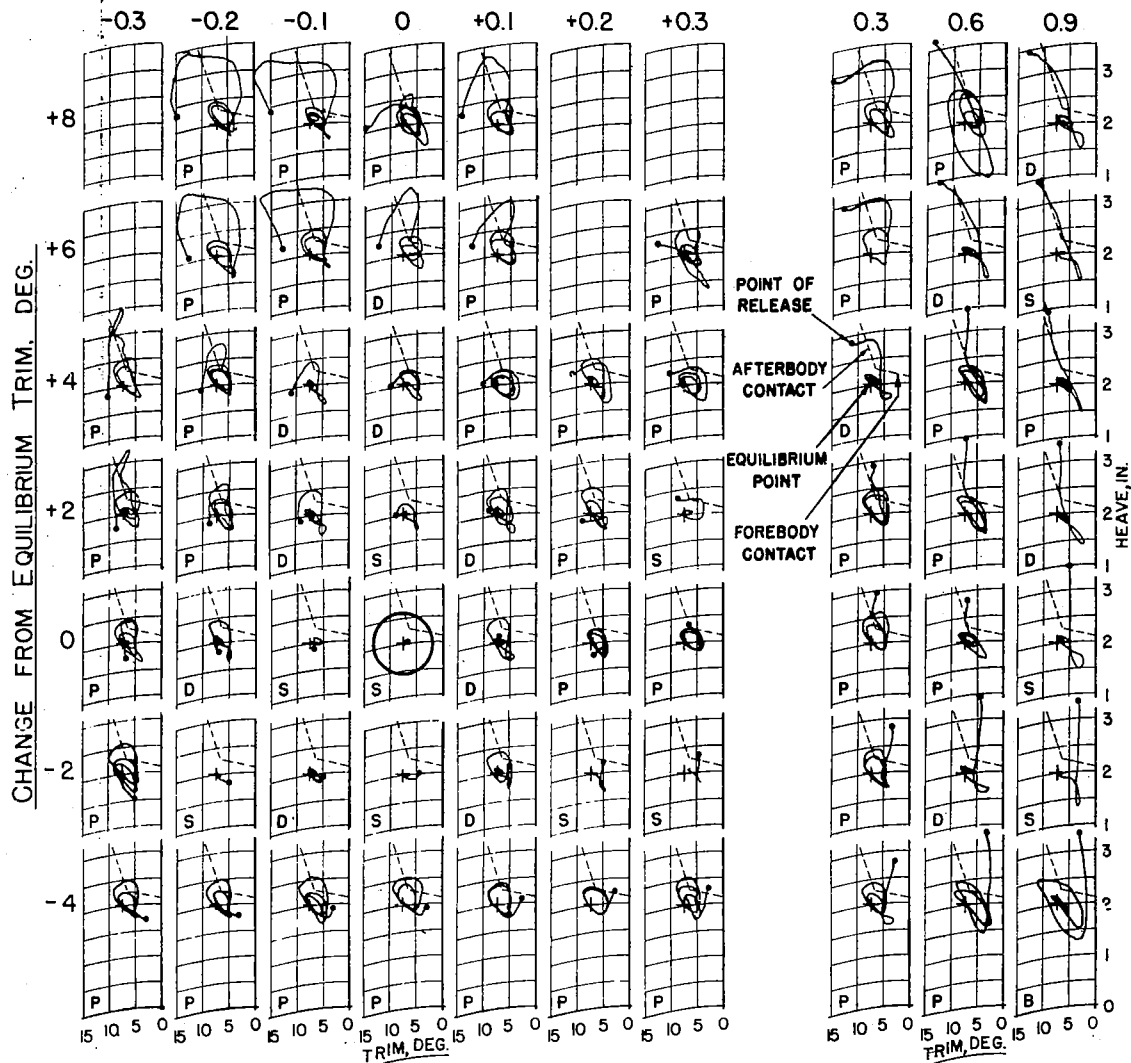 -0.3 -0.2 -0.1 0 +0.1 +0.2 +0.3 0.3 0.6 0.9
CHANGE FROM EQUILIBRIUM TRIM, DEG.
+8
P P P P P P D
3
2
1
+6
P P D P P P D S
3
2
1
POINT OF
RELEASE
AFTERBODY
CONTACT
EQUILIBRIUM
POINT
FOREBODY
CONTACT
+4
P P D D P P P D P P
3
2
1
+2
P P D S D P S P P D
3
2
1
HEAVE, IN.
0
P D S S D P P P P S
3
2
1
-2
P S D S D S S P D S
3
2
1
-4
P P P P P P P P P B
3
2
1
0
15 10 5 0 15 10 5 0 15 10 5 0 15 10 5 0 15 10 5 0 15 10 5 0 15 10 5 0 15 10 5 0 15 10 5 0 15 10 5 0
TRIM, DEG. TRIM, DEG.